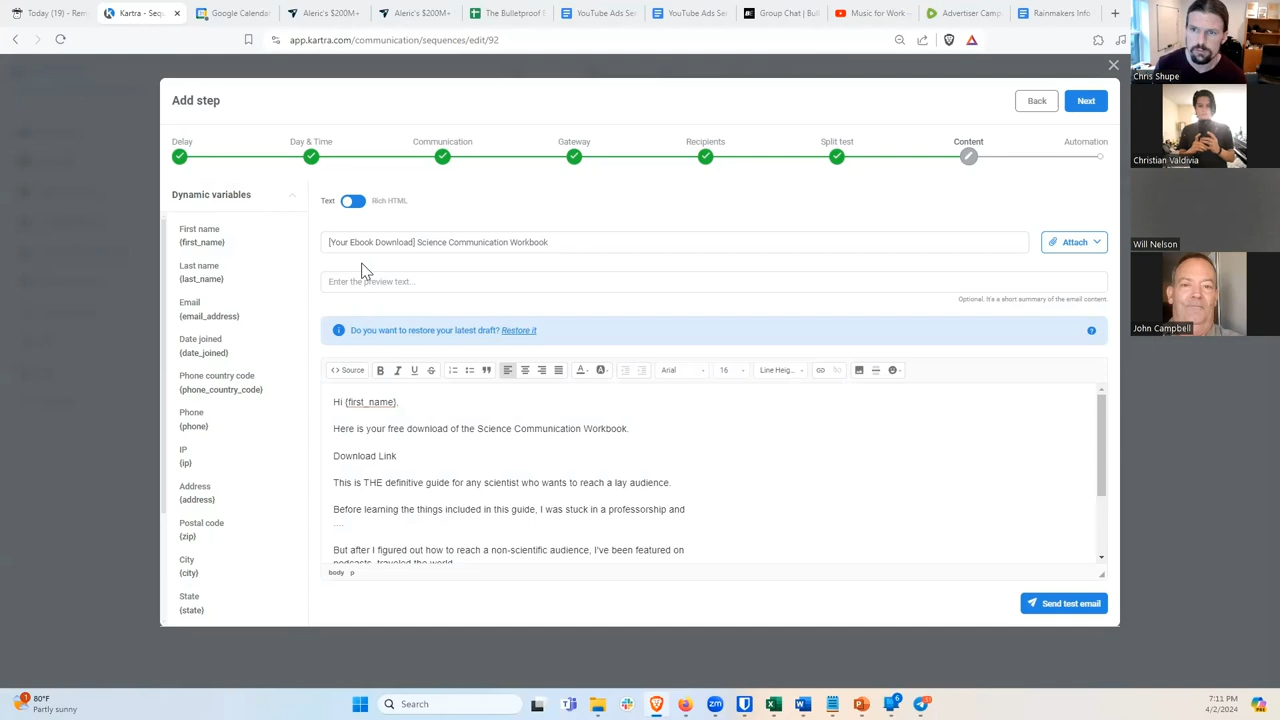 Today (19) - Remi
Kartra - Sequence
Google Calendar
Aleric's $200M+
Aleric's $200M+
The Bulletproof
YouTube Ads Se
YouTube Ads Se
Group Chat | Bu
Music for Work
Advertiser Camp
Rainmakers Info
app.kartra.com/communication/sequences/edit/92
Add step
Back
Next
Delay
Day & Time
Communication
Gateway
Recipients
Split test
Content
Automation
Dynamic variables
First name
{first_name}
Last name
{last_name}
Email
{email_address}
Date joined
{date_joined}
Phone country code
{phone_country_code}
Phone
{phone}
IP
{ip}
Address
{address}
Postal code
{zip}
City
{city}
State
{state}
Text
Rich HTML
[Your Ebook Download] Science Communication Workbook
Attach
Enter the preview text...
Optional. It's a short summary of the email content.
Do you want to restore your latest draft? Restore it
Source
Arial
16
Line Heig...
Hi {first_name},
Here is your free download of the Science Communication Workbook.
Download Link
This is THE definitive guide for any scientist who wants to reach a lay audience.
Before learning the things included in this guide, I was stuck in a professorship and
....
But after I figured out how to reach a non-scientific audience, I've been featured on
podcasts, traveled the world
body p
Send test email
Chris Shupe
Christian Valdivia
Will Nelson
John Campbell
80°F
Partly sunny
Search
7:11 PM
4/2/2024